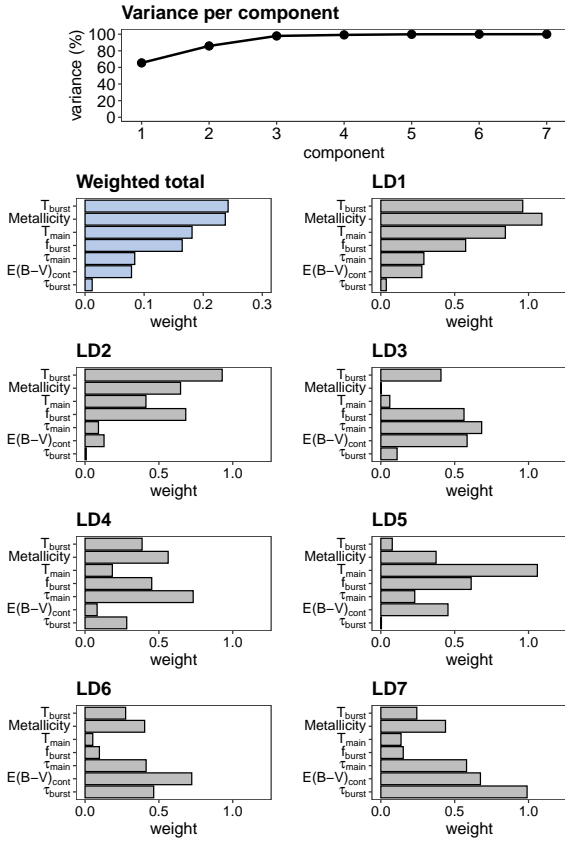 Variance per component
variance (%)
100
80
60
40
20
0
1 2 3 4 5 6 7
component
Weighted total
T_burst
Metallicity
T_main
f_burst
τ_main
E(B−V)_cont
τ_burst
0.0 0.1 0.2 0.3
weight
LD1
T_burst
Metallicity
T_main
f_burst
τ_main
E(B−V)_cont
τ_burst
0.0 0.5 1.0
weight
LD2
T_burst
Metallicity
T_main
f_burst
τ_main
E(B−V)_cont
τ_burst
0.0 0.5 1.0
weight
LD3
T_burst
Metallicity
T_main
f_burst
τ_main
E(B−V)_cont
τ_burst
0.0 0.5 1.0
weight
LD4
T_burst
Metallicity
T_main
f_burst
τ_main
E(B−V)_cont
τ_burst
0.0 0.5 1.0
weight
LD5
T_burst
Metallicity
T_main
f_burst
τ_main
E(B−V)_cont
τ_burst
0.0 0.5 1.0
weight
LD6
T_burst
Metallicity
T_main
f_burst
τ_main
E(B−V)_cont
τ_burst
0.0 0.5 1.0
weight
LD7
T_burst
Metallicity
T_main
f_burst
τ_main
E(B−V)_cont
τ_burst
0.0 0.5 1.0
weight